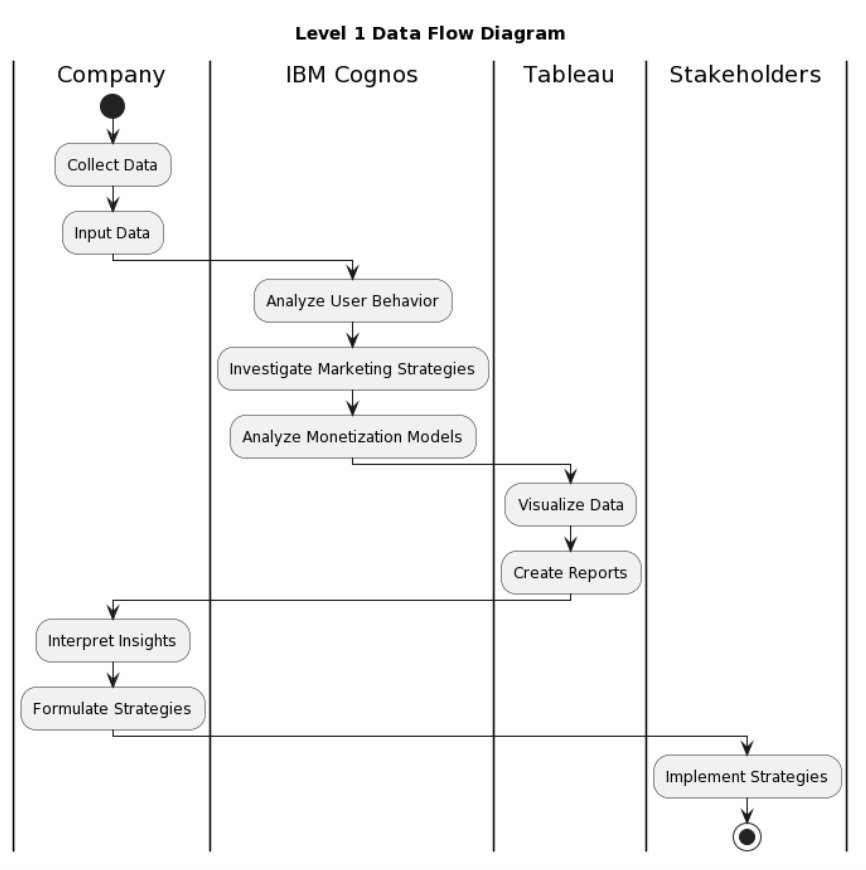 Level 1 Data Flow Diagram
Company
IBM Cognos
Tableau
Stakeholders
Collect Data
Input Data
Analyze User Behavior
Investigate Marketing Strategies
Analyze Monetization Models
Visualize Data
Create Reports
Interpret Insights
Formulate Strategies
Implement Strategies